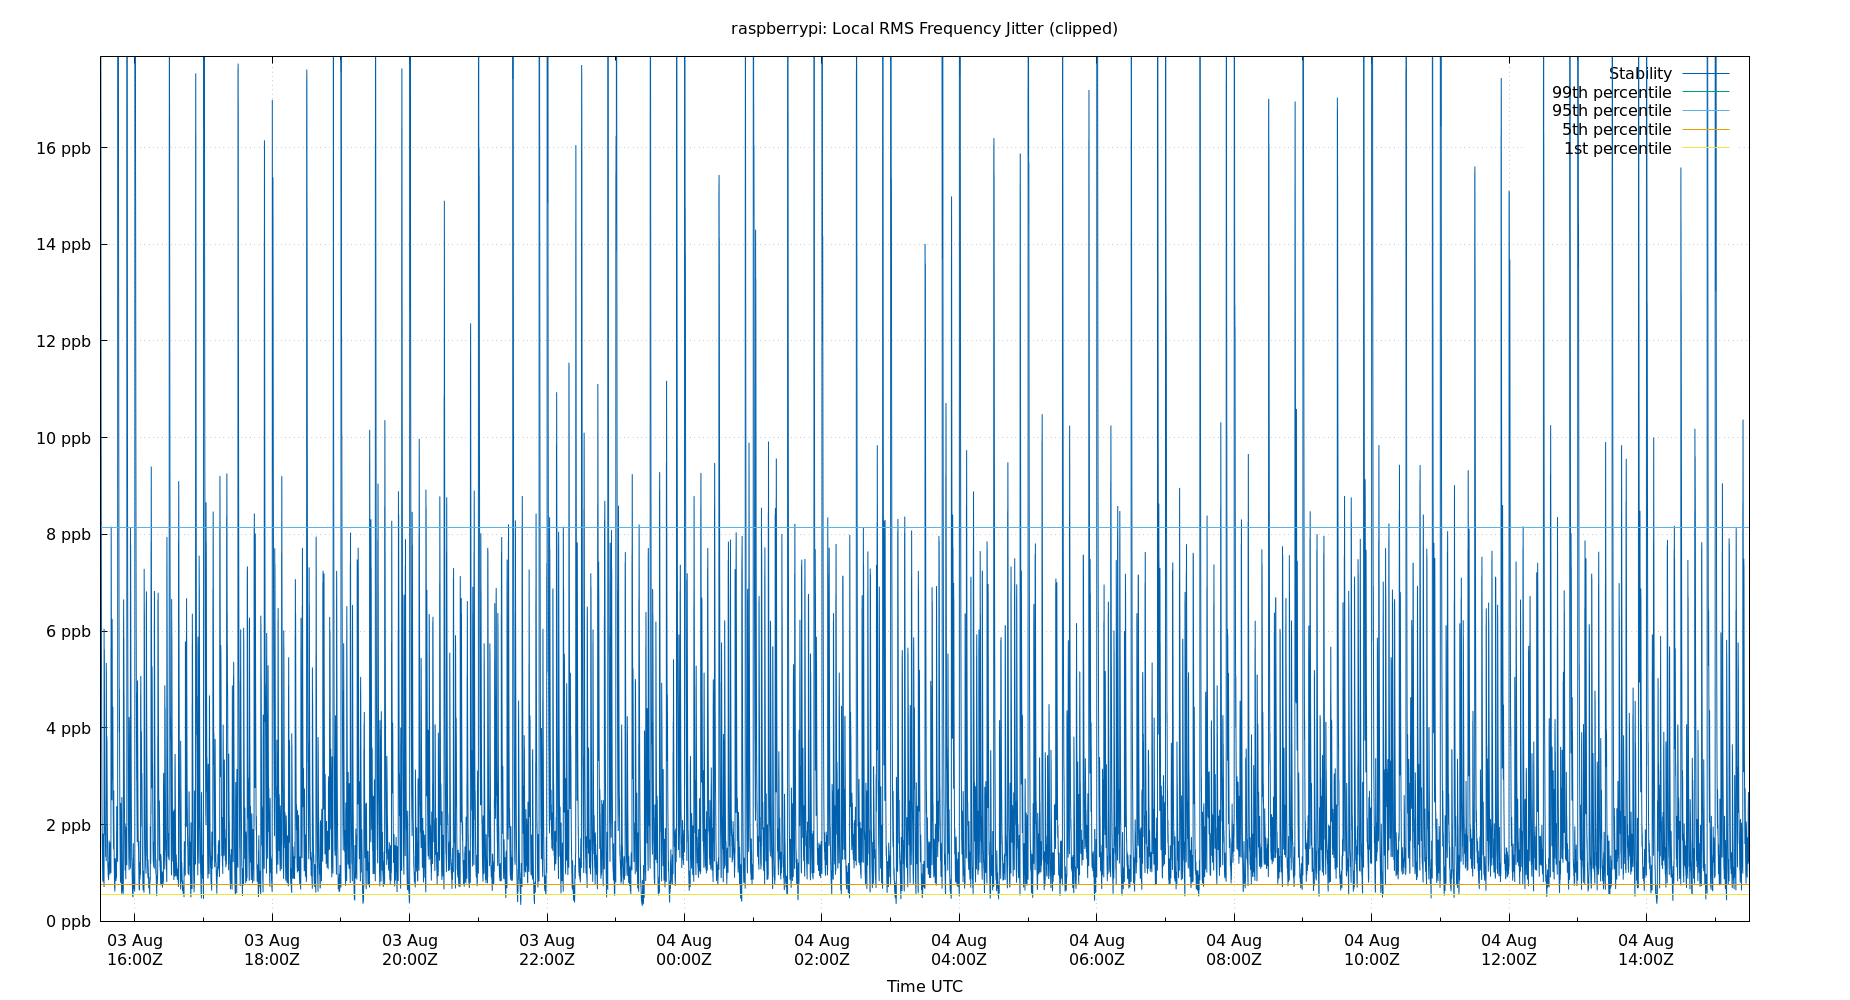 raspberrypi: Local RMS Frequency Jitter (clipped)
Stability
99th percentile
95th percentile
5th percentile
1st percentile
16 ppb
14 ppb
12 ppb
10 ppb
8 ppb
6 ppb
4 ppb
2 ppb
0 ppb
03 Aug 03 Aug 03 Aug 03 Aug 04 Aug 04 Aug 04 Aug 04 Aug 04 Aug 04 Aug 04 Aug 04 Aug
16:00Z 18:00Z 20:00Z 22:00Z 00:00Z 02:00Z 04:00Z 06:00Z 08:00Z 10:00Z 12:00Z 14:00Z
Time UTC